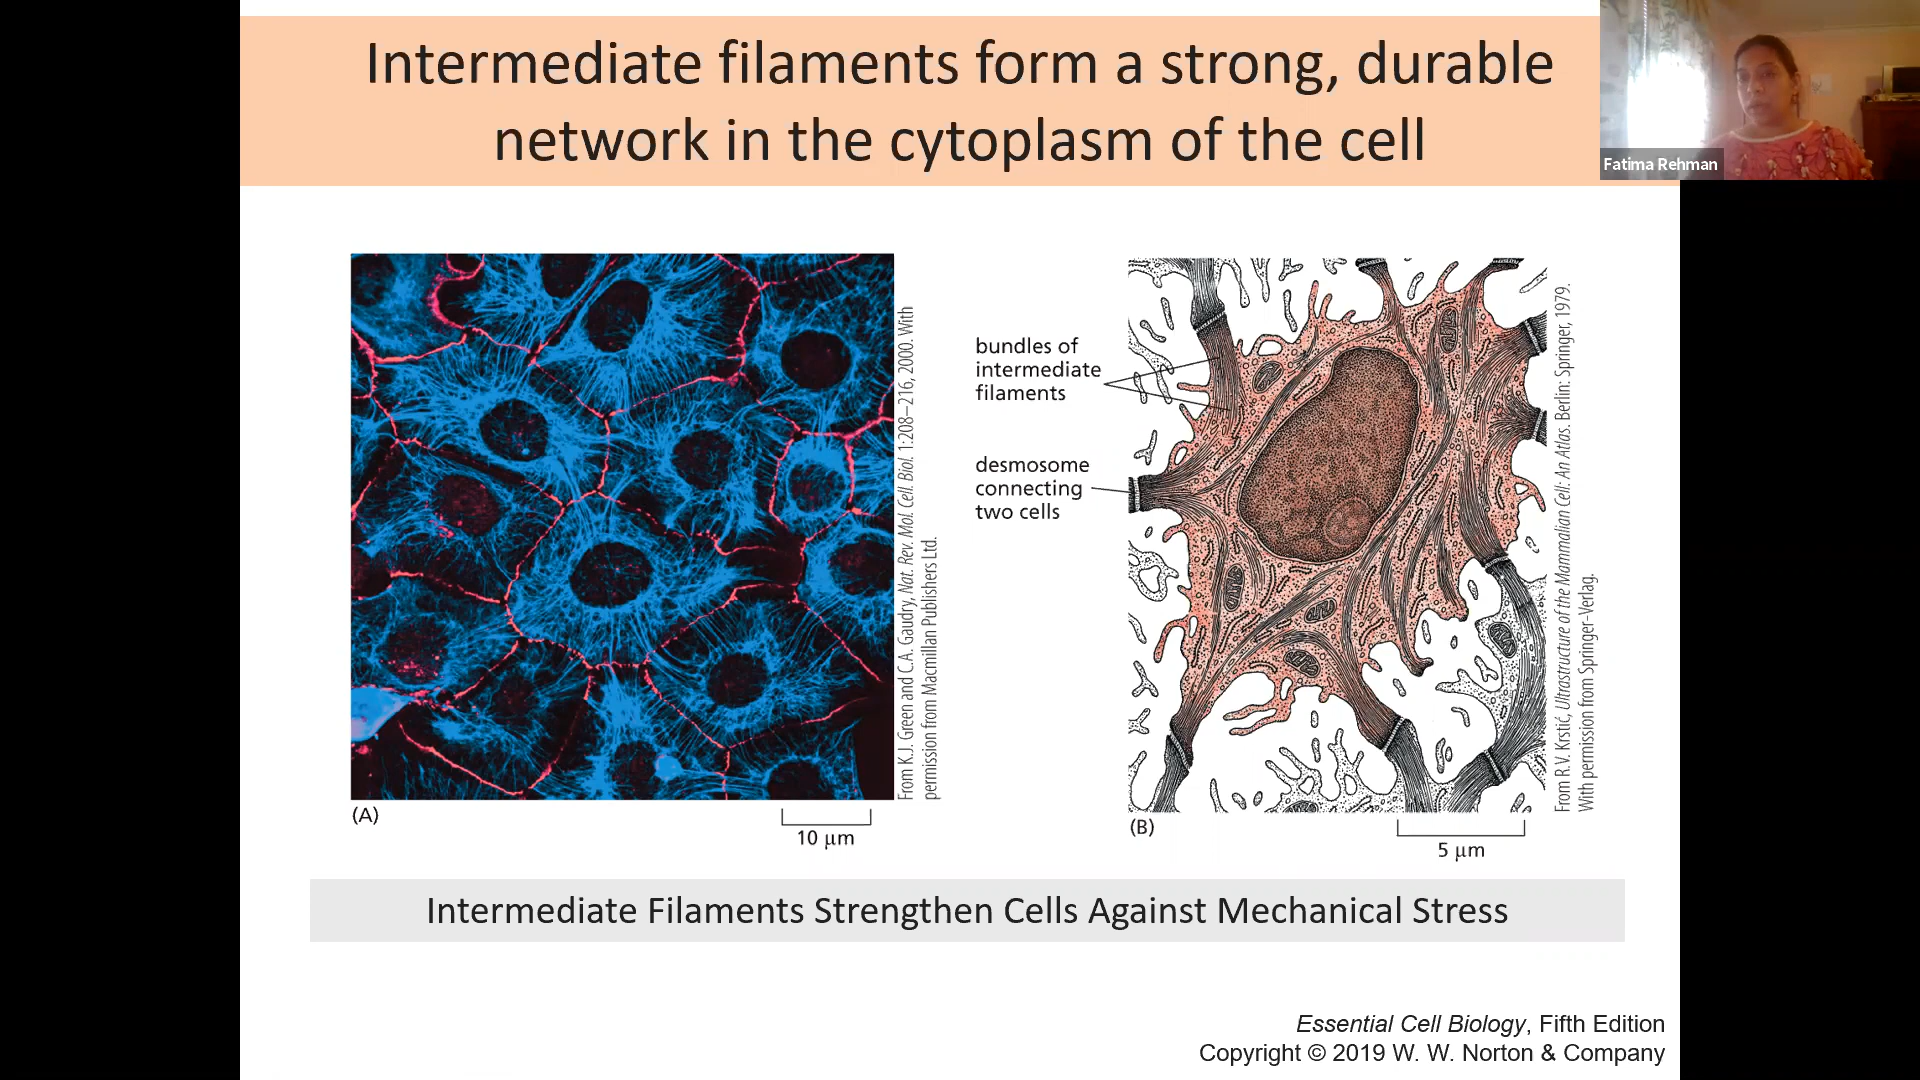 Intermediate filaments form a strong, durable
network in the cytoplasm of the cell
Fatima Rehman
From K.J. Green and C.A. Gaudry, Nat. Rev. Mol. Cell. Biol. 1:208–216, 2000. With
permission from Macmillan Publishers Ltd.
(A)
10 µm
bundles of
intermediate
filaments
desmosome
connecting
two cells
From R.V. Krstić, Ultrastructure of the Mammalian Cell: An Atlas. Berlin: Springer, 1979.
With permission from Springer-Verlag.
(B)
5 µm
Intermediate Filaments Strengthen Cells Against Mechanical Stress
Essential Cell Biology, Fifth Edition
Copyright © 2019 W. W. Norton & Company